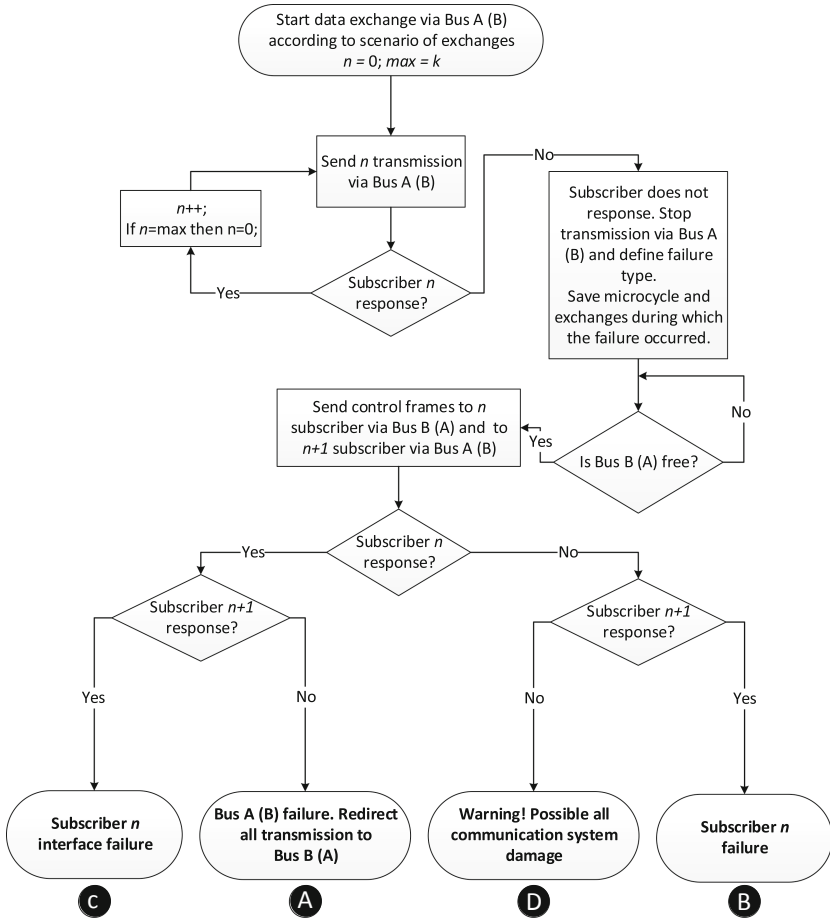 Start data exchange via Bus A (B)
according to scenario of exchanges
n = 0; max = k
Send n transmission
via Bus A (B)
No
n++;
If n=max then n=0;
Subscriber does not
response. Stop
transmission via Bus A
(B) and define failure
type.
Save microcycle and
exchanges during which
the failure occurred.
Subscriber n
response?
Yes
Send control frames to n
subscriber via Bus B (A) and to
n+1 subscriber via Bus A (B)
Yes
Is Bus B (A) free?
No
Subscriber n
response?
Yes
No
Subscriber n+1
response?
Subscriber n+1
response?
Yes
No
No
Yes
Subscriber n
interface failure
Bus A (B) failure. Redirect
all transmission to
Bus B (A)
Warning! Possible all
communication system
damage
Subscriber n
failure
c
A
D
B